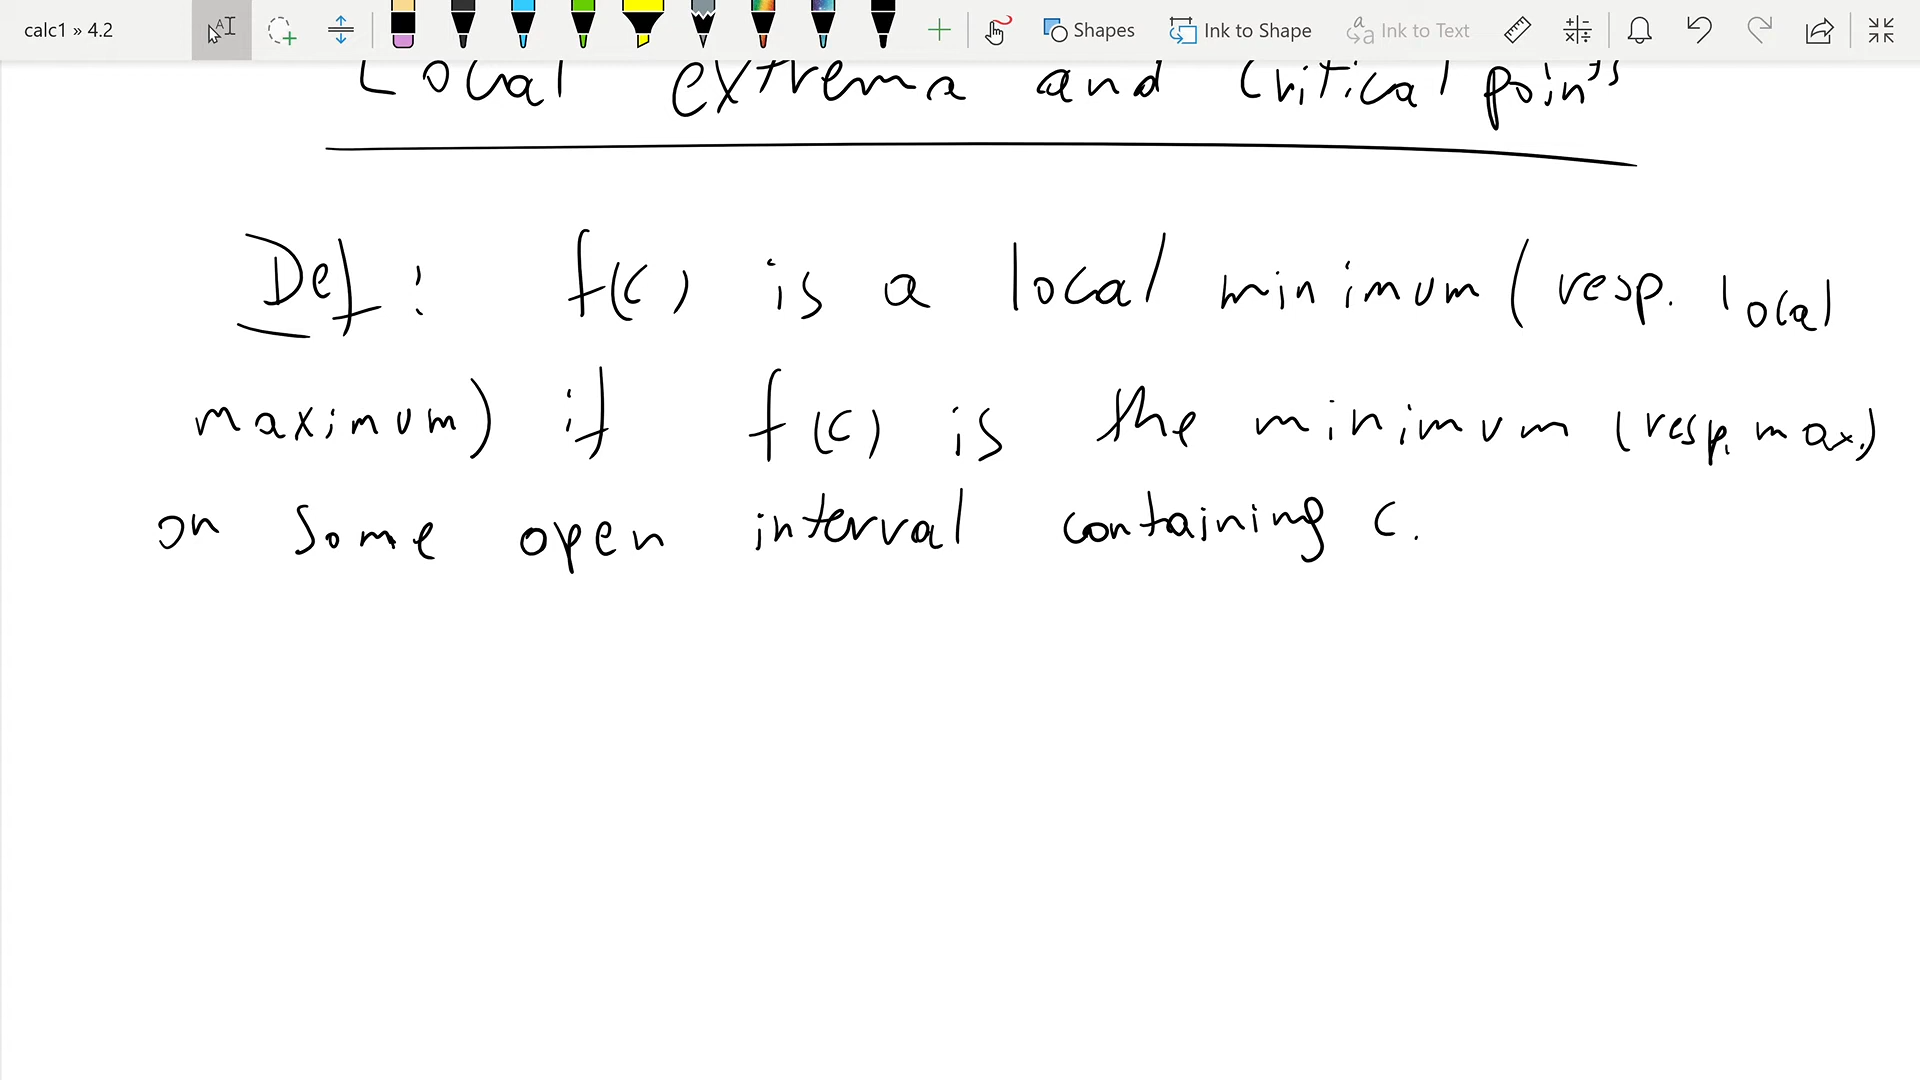 calc1 » 4.2
Shapes
Ink to Shape
Ink to Text
Local extrema and critical points
Def: f(c) is a local minimum (resp. local
maximum) if f(c) is the minimum (resp. max.)
on some open interval containing c.